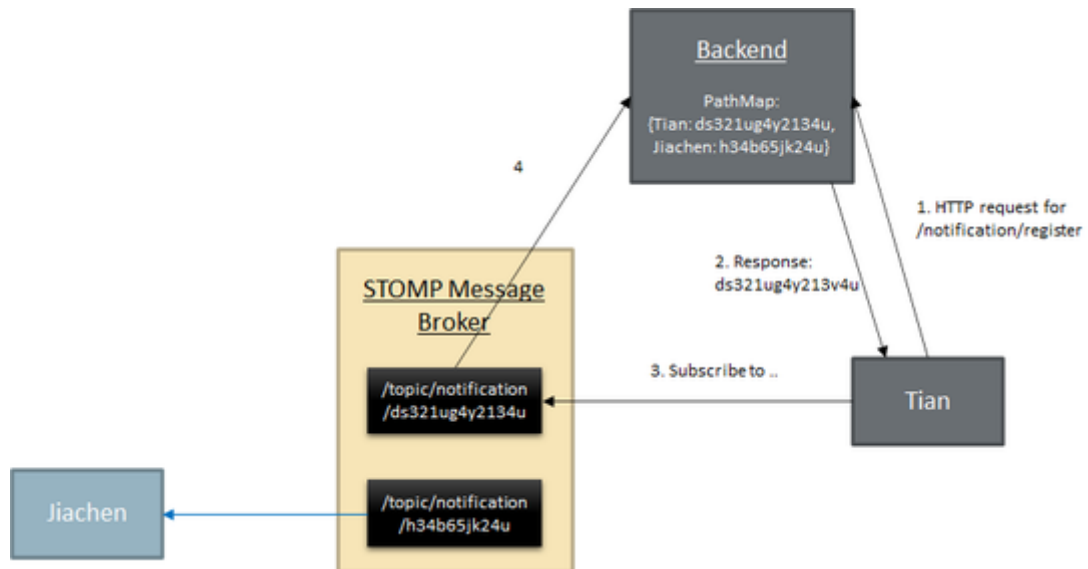 Backend
PathMap:
{Tian: ds321ug4y2134u,
Jiachen: h34b65jk24u}
4
1. HTTP request for
/notification/register
2. Response:
ds321ug4y213v4u
STOMP Message
Broker
/topic/notification
/ds321ug4y2134u
3. Subscribe to ..
Tian
Jiachen
/topic/notification
/h34b65jk24u